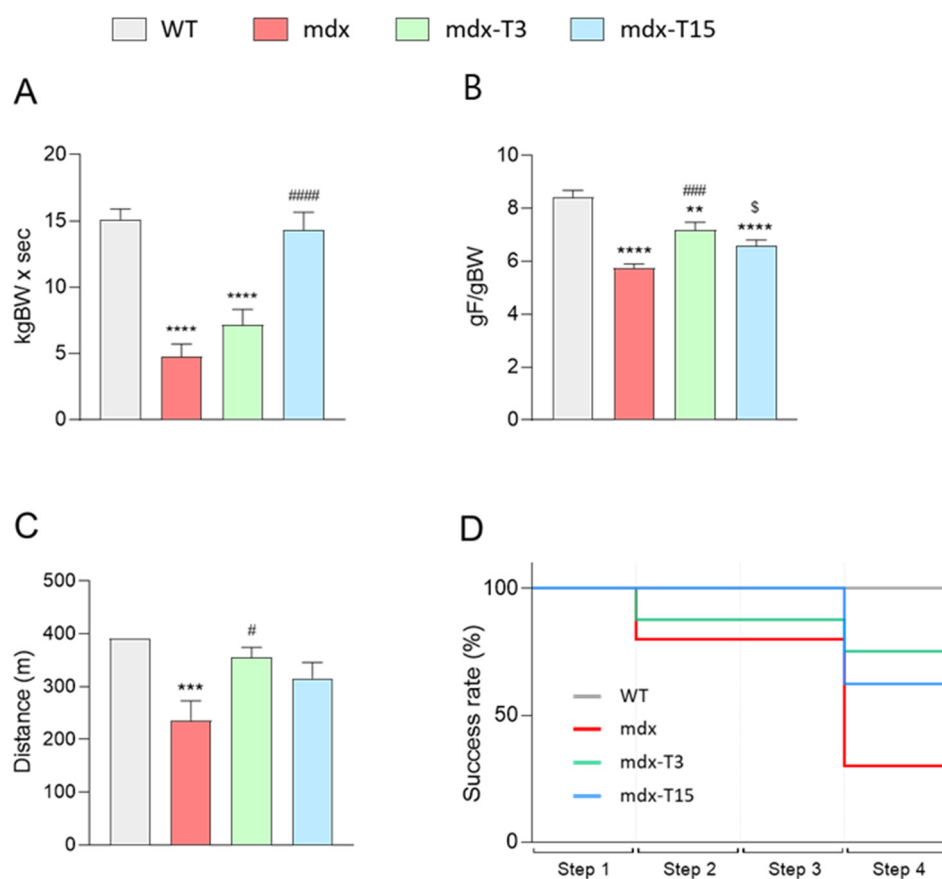 WT mdx mdx-T3 mdx-T15
A
kgBW x sec
20
15
10
5
0
****
****
####
B
gF/gBW
10
8
6
4
2
0
****
###
**
$
****
C
Distance (m)
500
400
300
200
100
0
***
#
D
Success rate (%)
100
50
0
WT
mdx
mdx-T3
mdx-T15
Step 1 Step 2 Step 3 Step 4